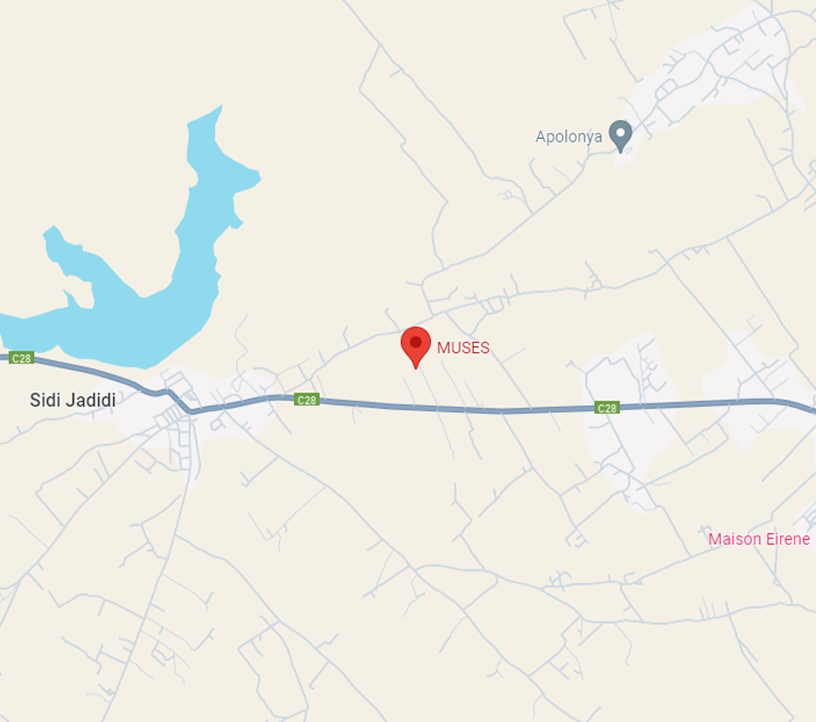 Apolonya
MUSES
C28
Sidi Jadidi
C28
C28
Maison Eirene